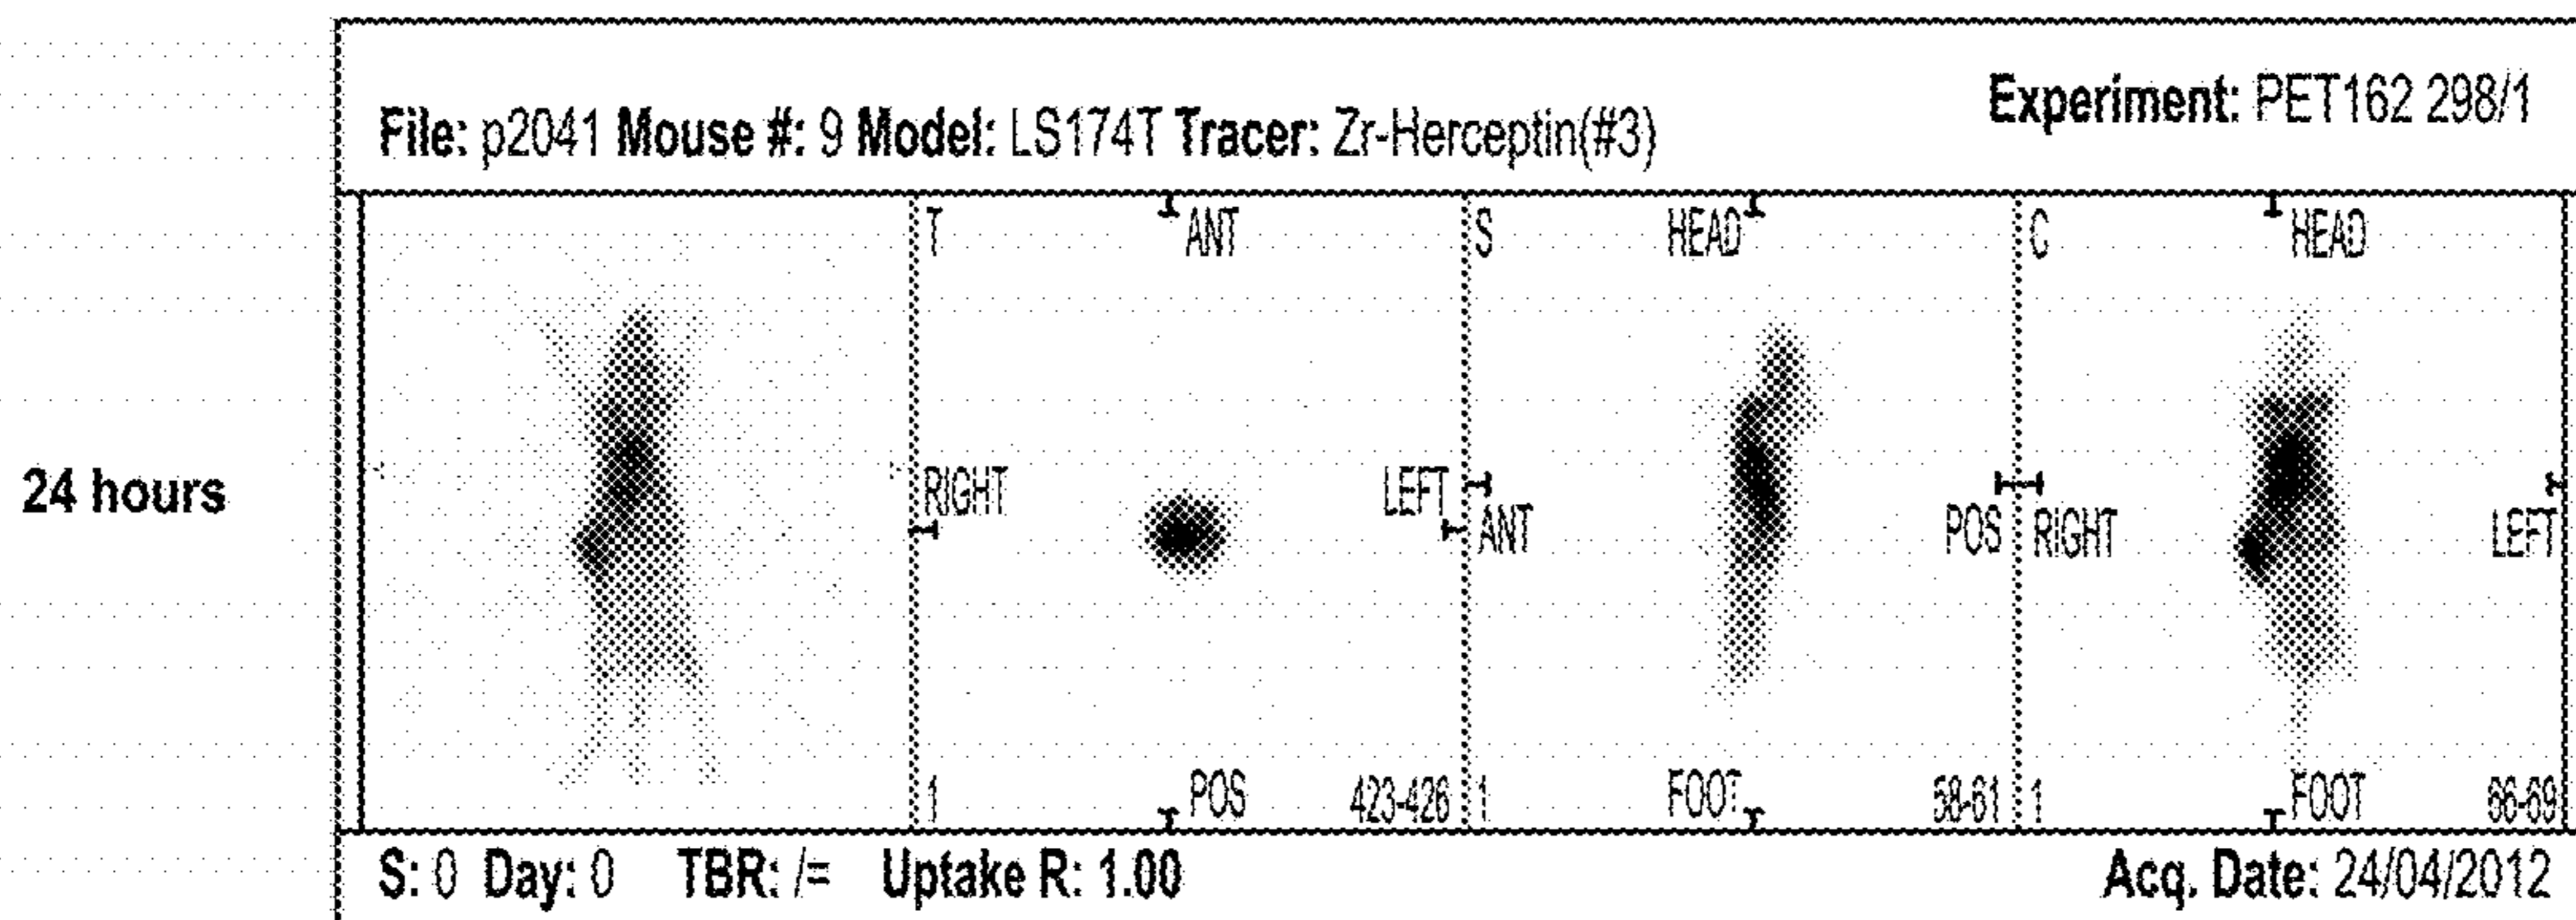 Experiment: PET162 298/1
File: p2041 Mouse #: 9 Model: LS174T Tracer: Zr-Herceptin(#3)
T ANT S HEAD C HEAD
24 hours
RIGHT LEFT ANT POS RIGHT LEFT
1 POS 423-426 1 FOOT 58-61 1 FOOT 66-69
S: 0 Day: 0 TBR: /= Uptake R: 1.00 Acq. Date: 24/04/2012